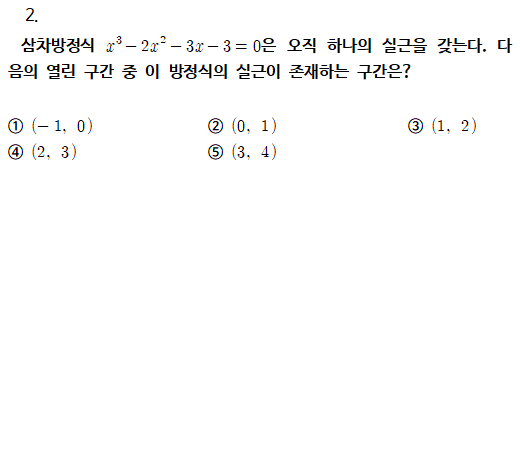 2.
삼차방정식 x³ − 2x² − 3x − 3 = 0은 오직 하나의 실근을 갖는다. 다
음의 열린 구간 중 이 방정식의 실근이 존재하는 구간은?
① (− 1, 0) ② (0, 1) ③ (1, 2)
④ (2, 3) ⑤ (3, 4)